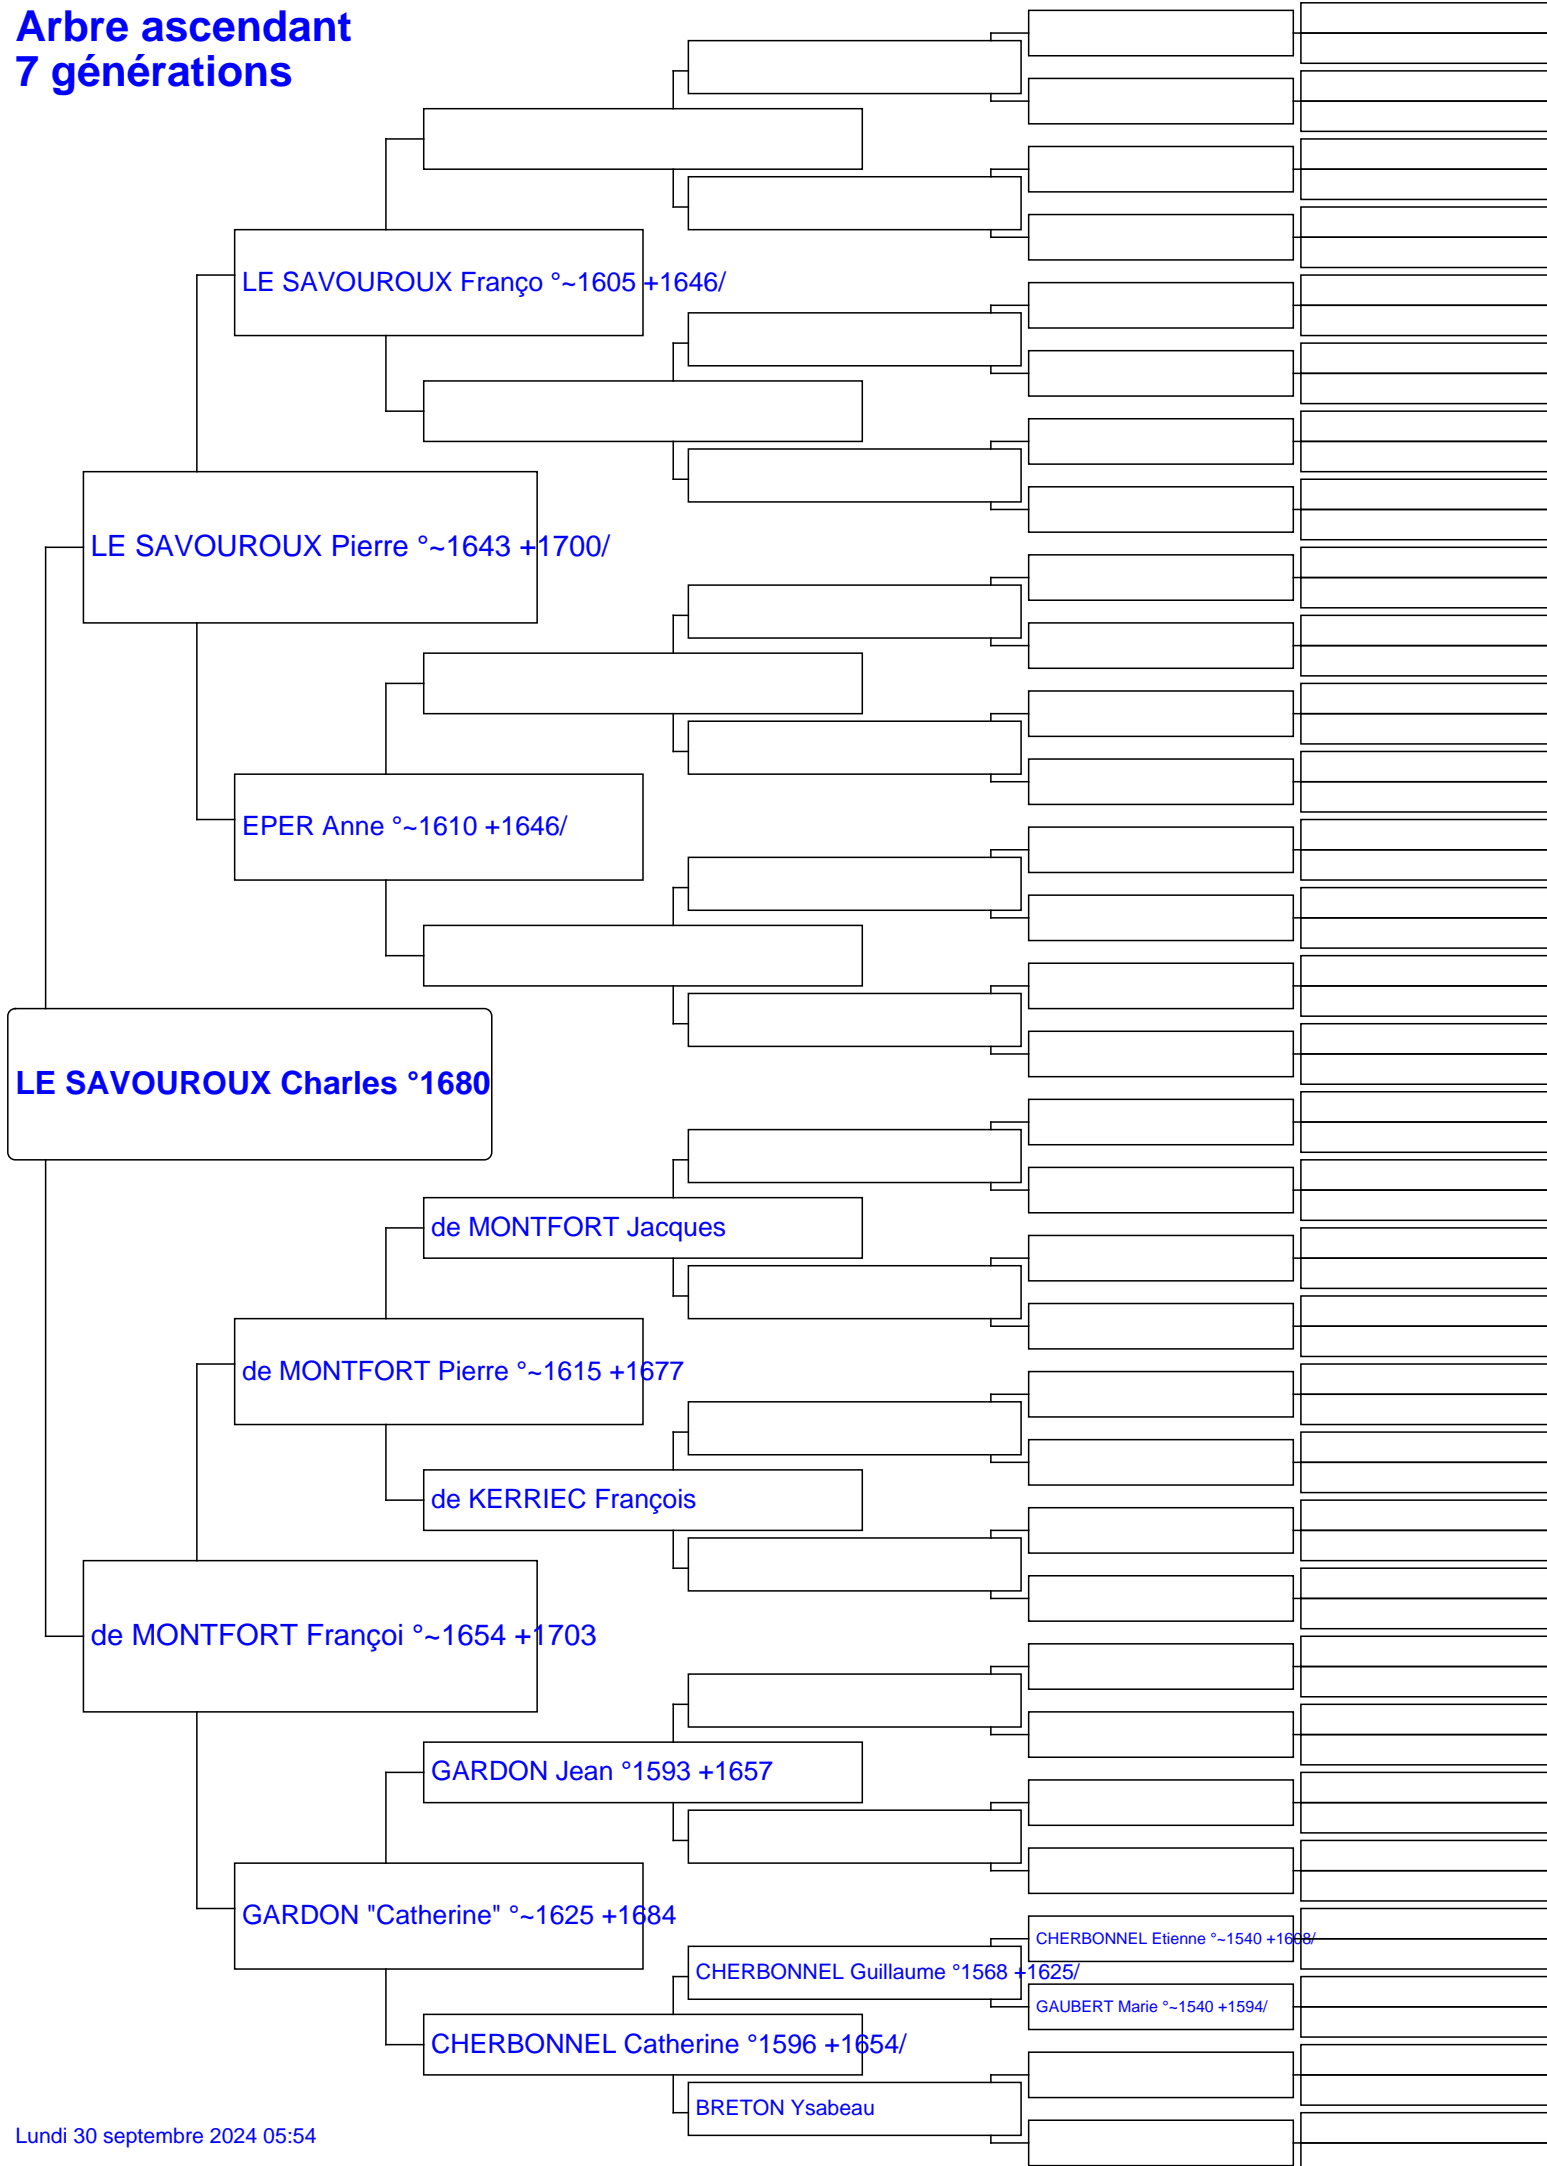 Arbre ascendant
7 générations
LE SAVOUROUX Franço °~1605 +1646/
LE SAVOUROUX Pierre °~1643 +1700/
EPER Anne °~1610 +1646/
LE SAVOUROUX Charles °1680
de MONTFORT Jacques
de MONTFORT Pierre °~1615 +1677
de KERRIEC François
de MONTFORT Françoi °~1654 +1703
GARDON Jean °1593 +1657
GARDON "Catherine" °~1625 +1684
CHERBONNEL Etienne °~1540 +1608/
CHERBONNEL Guillaume °1568 +1625/
GAUBERT Marie °~1540 +1594/
CHERBONNEL Catherine °1596 +1654/
BRETON Ysabeau
Lundi 30 septembre 2024 05:54